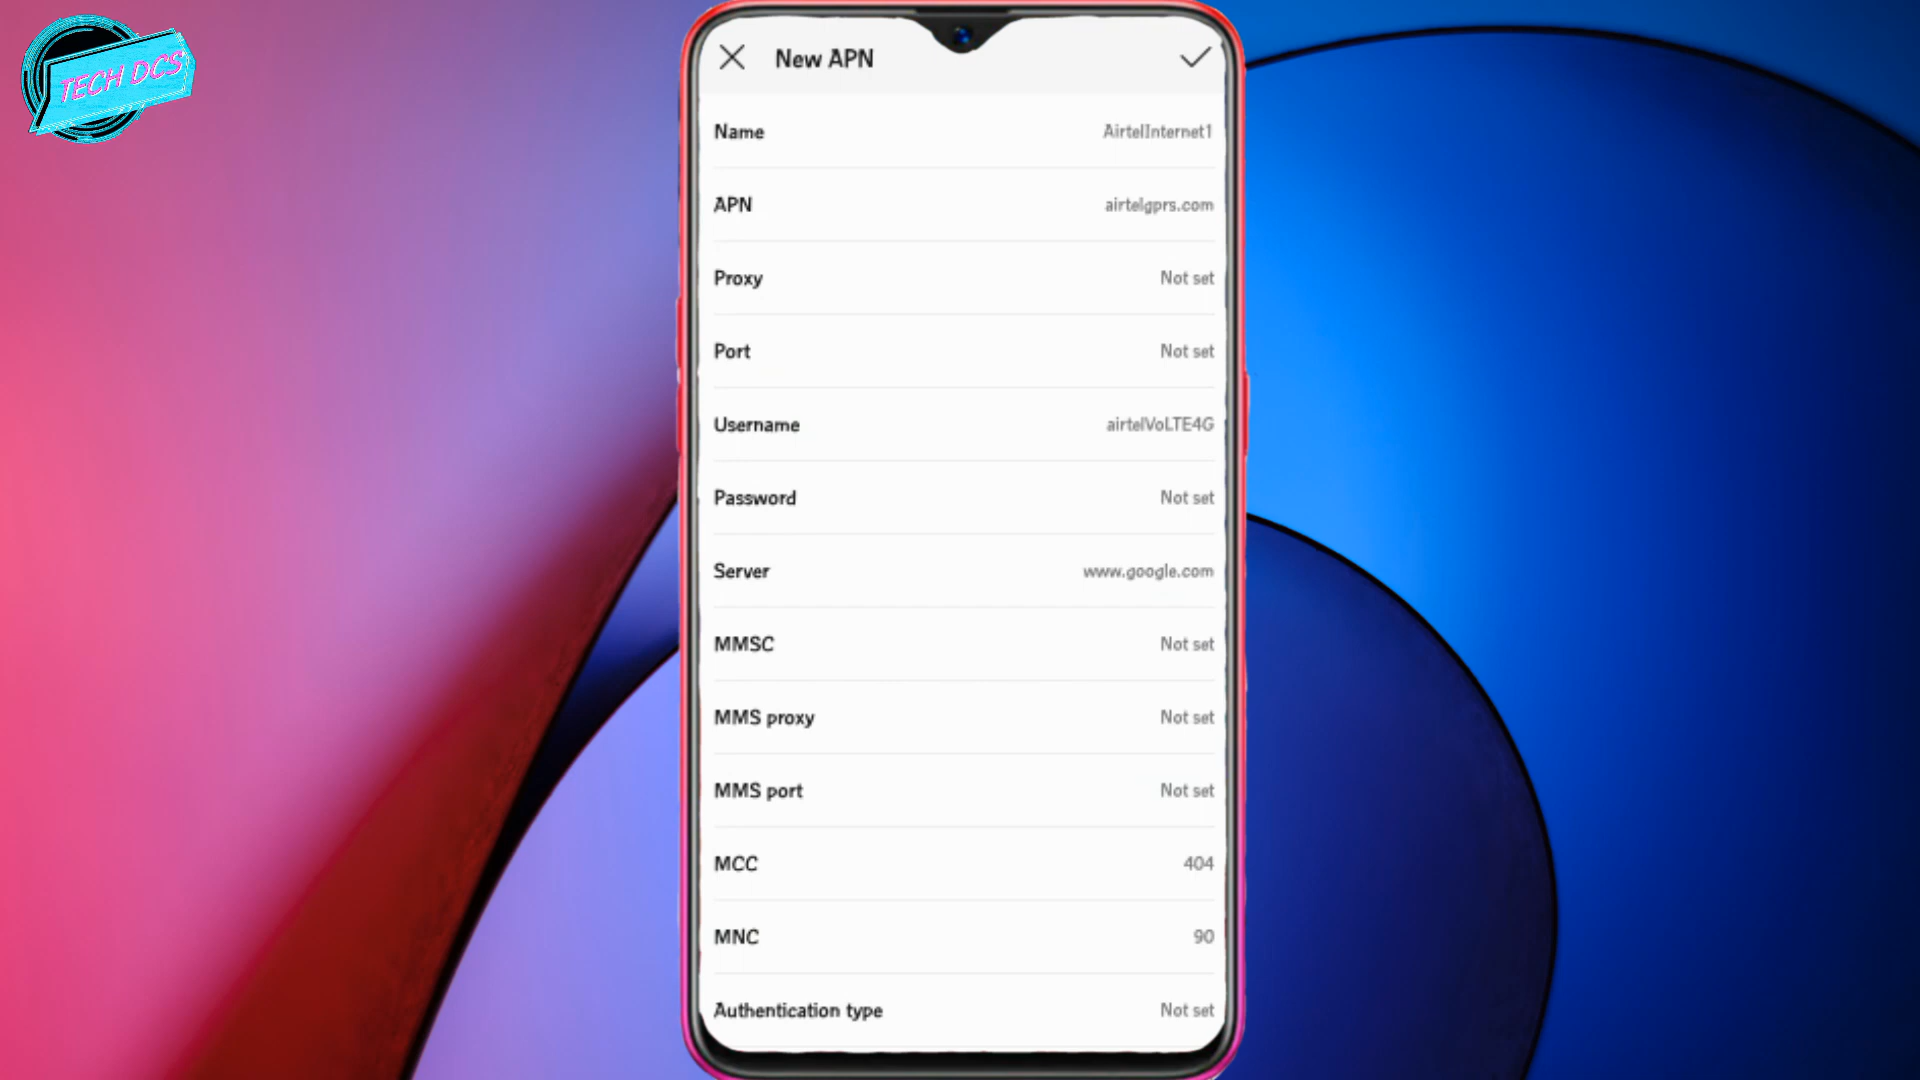 TECH DCS
New APN
Name AirtelInternet1
APN airtelgprs.com
Proxy Not set
Port Not set
Username airtelVoLTE4G
Password Not set
Server www.google.com
MMSC Not set
MMS proxy Not set
MMS port Not set
MCC 404
MNC 90
Authentication type Not set